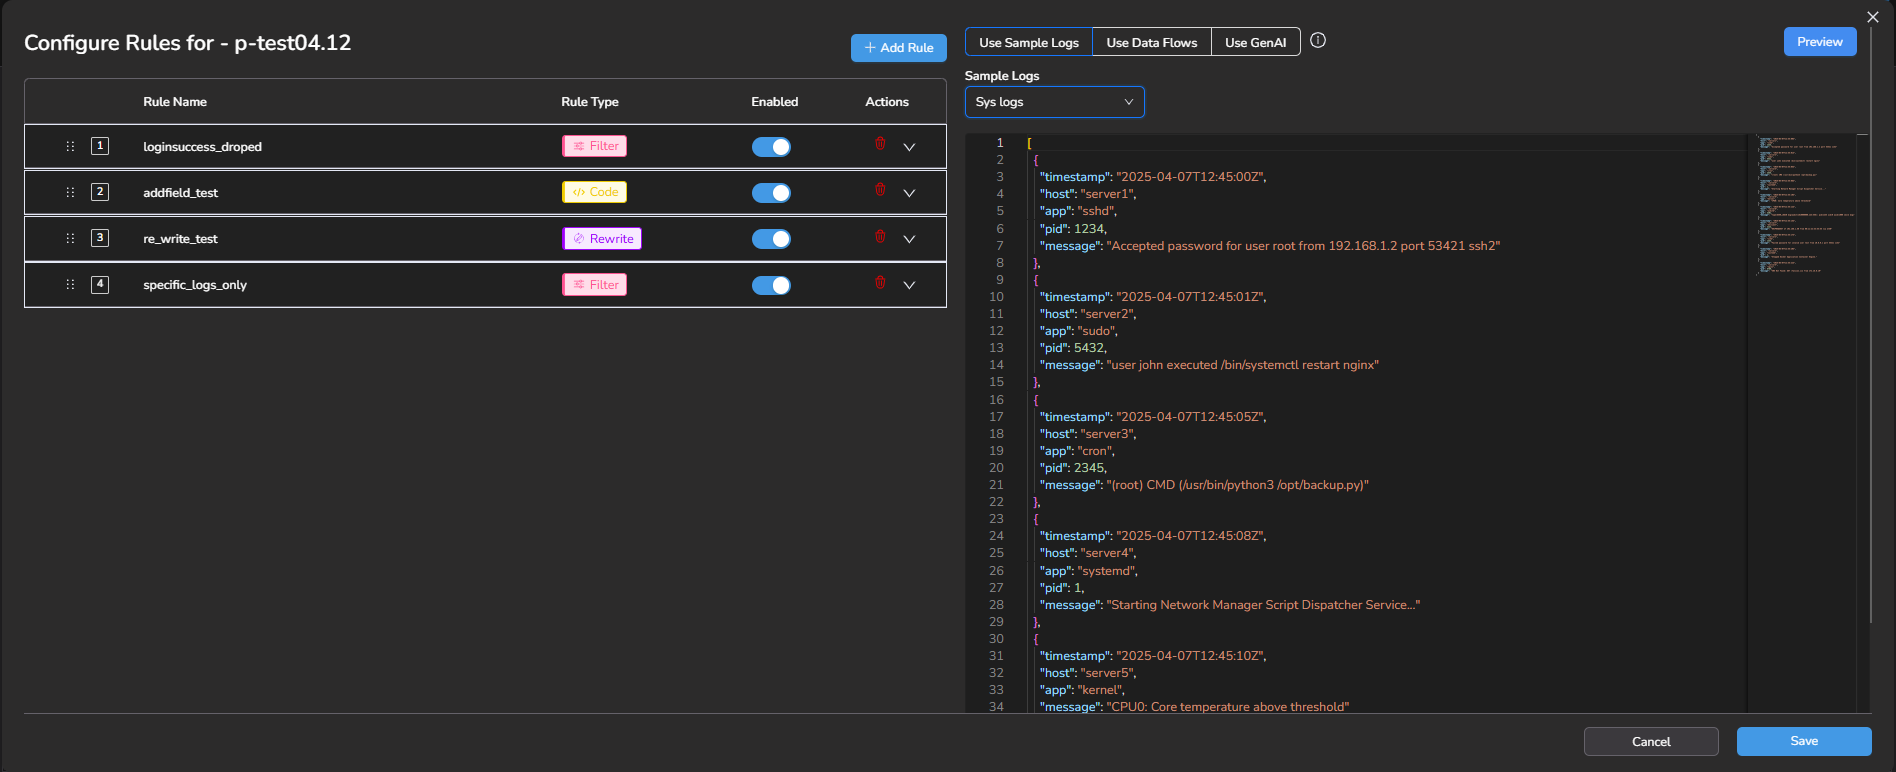 Configure Rules for - p-test04.12
+ Add Rule
Rule Name Rule Type Enabled Actions
1 loginsuccess_droped Filter
2 addfield_test </> Code
3 re_write_test Rewrite
4 specific_logs_only Filter
Use Sample Logs Use Data Flows Use GenAI
Preview
Sample Logs
Sys logs
1 [
2 {
3 "timestamp": "2025-04-07T12:45:00Z",
4 "host": "server1",
5 "app": "sshd",
6 "pid": 1234,
7 "message": "Accepted password for user root from 192.168.1.2 port 53421 ssh2"
8 },
9 {
10 "timestamp": "2025-04-07T12:45:01Z",
11 "host": "server2",
12 "app": "sudo",
13 "pid": 5432,
14 "message": "user john executed /bin/systemctl restart nginx"
15 },
16 {
17 "timestamp": "2025-04-07T12:45:05Z",
18 "host": "server3",
19 "app": "cron",
20 "pid": 2345,
21 "message": "(root) CMD (/usr/bin/python3 /opt/backup.py)"
22 },
23 {
24 "timestamp": "2025-04-07T12:45:08Z",
25 "host": "server4",
26 "app": "systemd",
27 "pid": 1,
28 "message": "Starting Network Manager Script Dispatcher Service..."
29 },
30 {
31 "timestamp": "2025-04-07T12:45:10Z",
32 "host": "server5",
33 "app": "kernel",
34 "message": "CPU0: Core temperature above threshold"
Cancel
Save